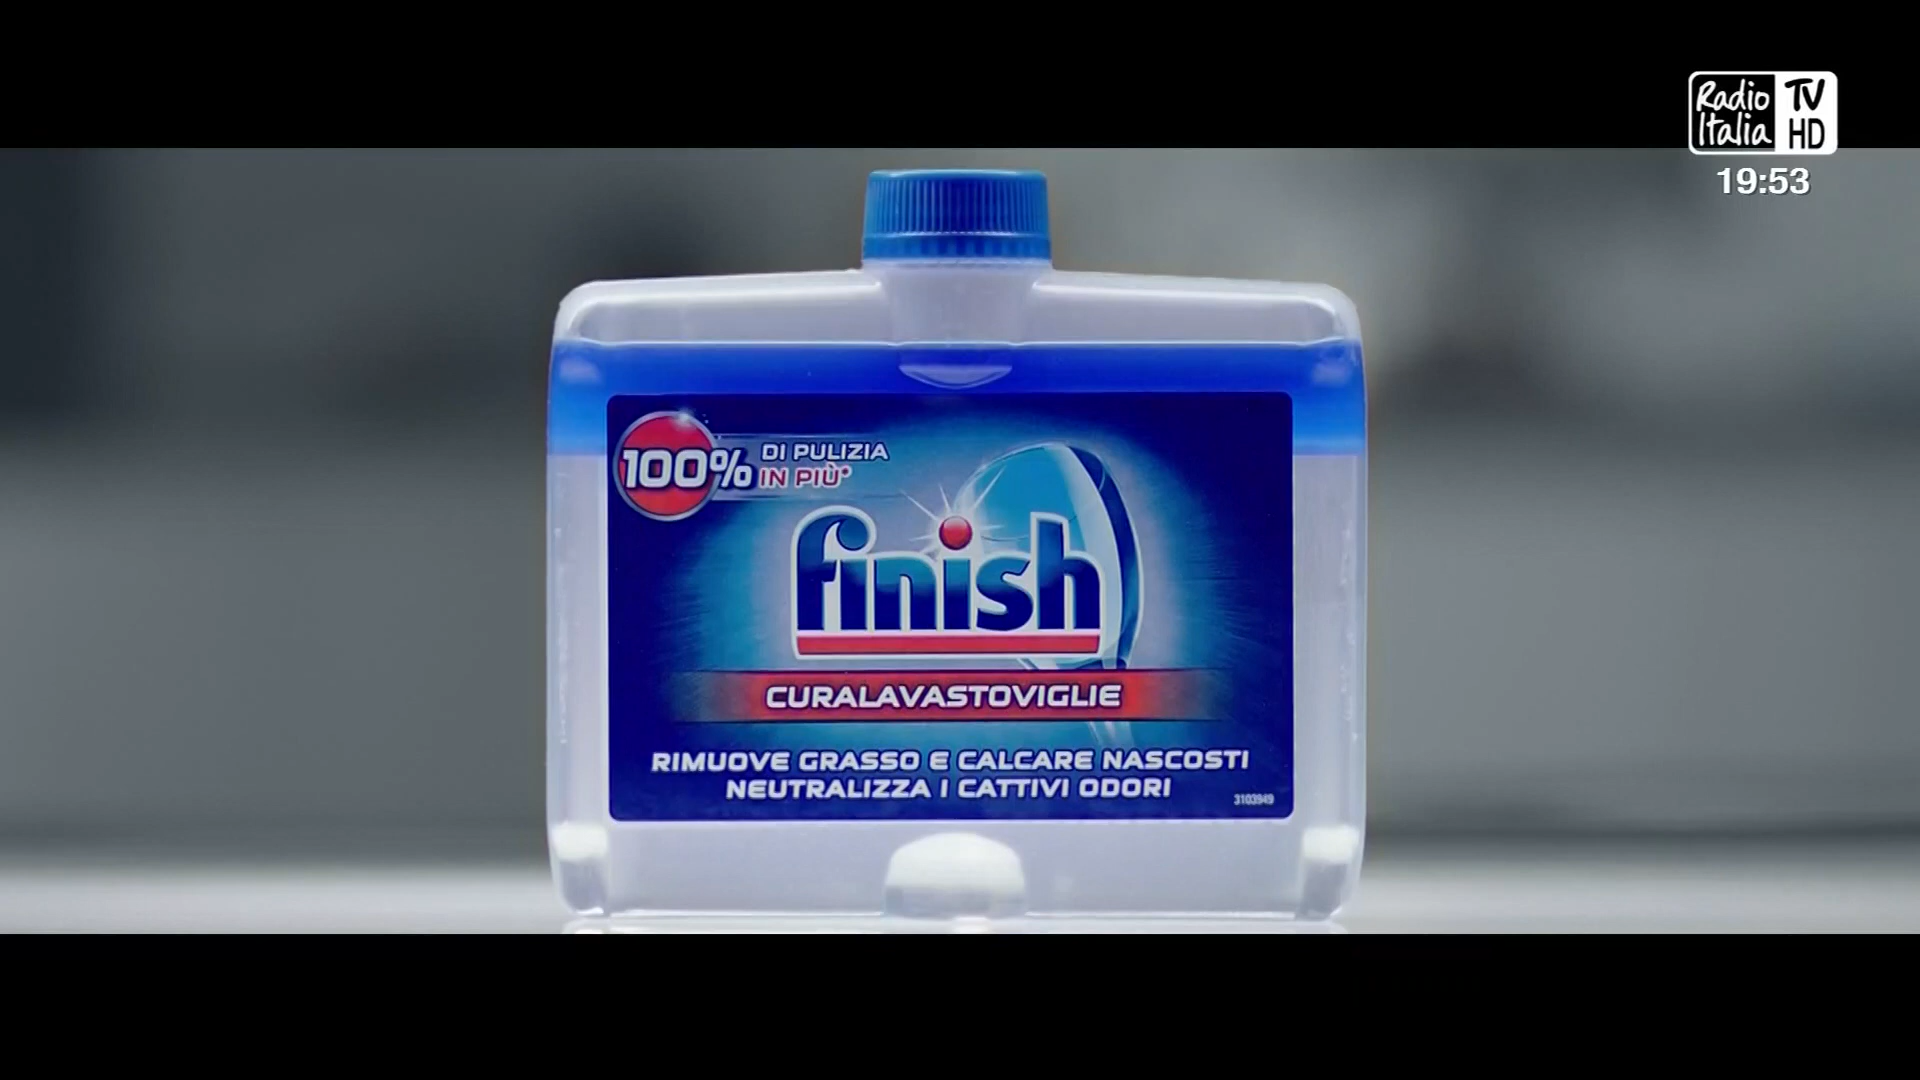 Radio Italia TV HD
19:53
100% DI PULIZIA
IN PIÙ*
finish
CURALAVASTOVIGLIE
RIMUOVE GRASSO E CALCARE NASCOSTI
NEUTRALIZZA I CATTIVI ODORI
3103949